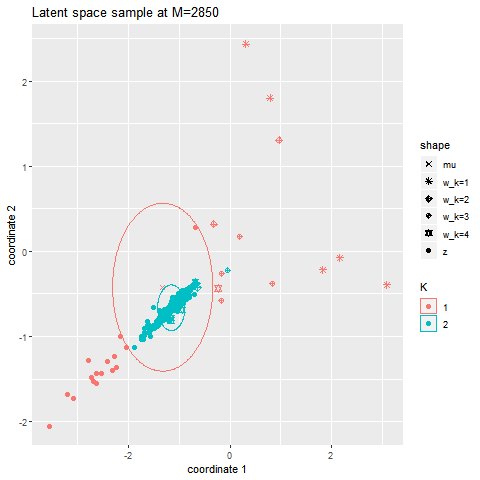 Latent space sample at M=2850
2
1
0
-1
-2
coordinate 2
-2
0
2
coordinate 1
shape
mu
w_k=1
w_k=2
w_k=3
w_k=4
z
K
1
2